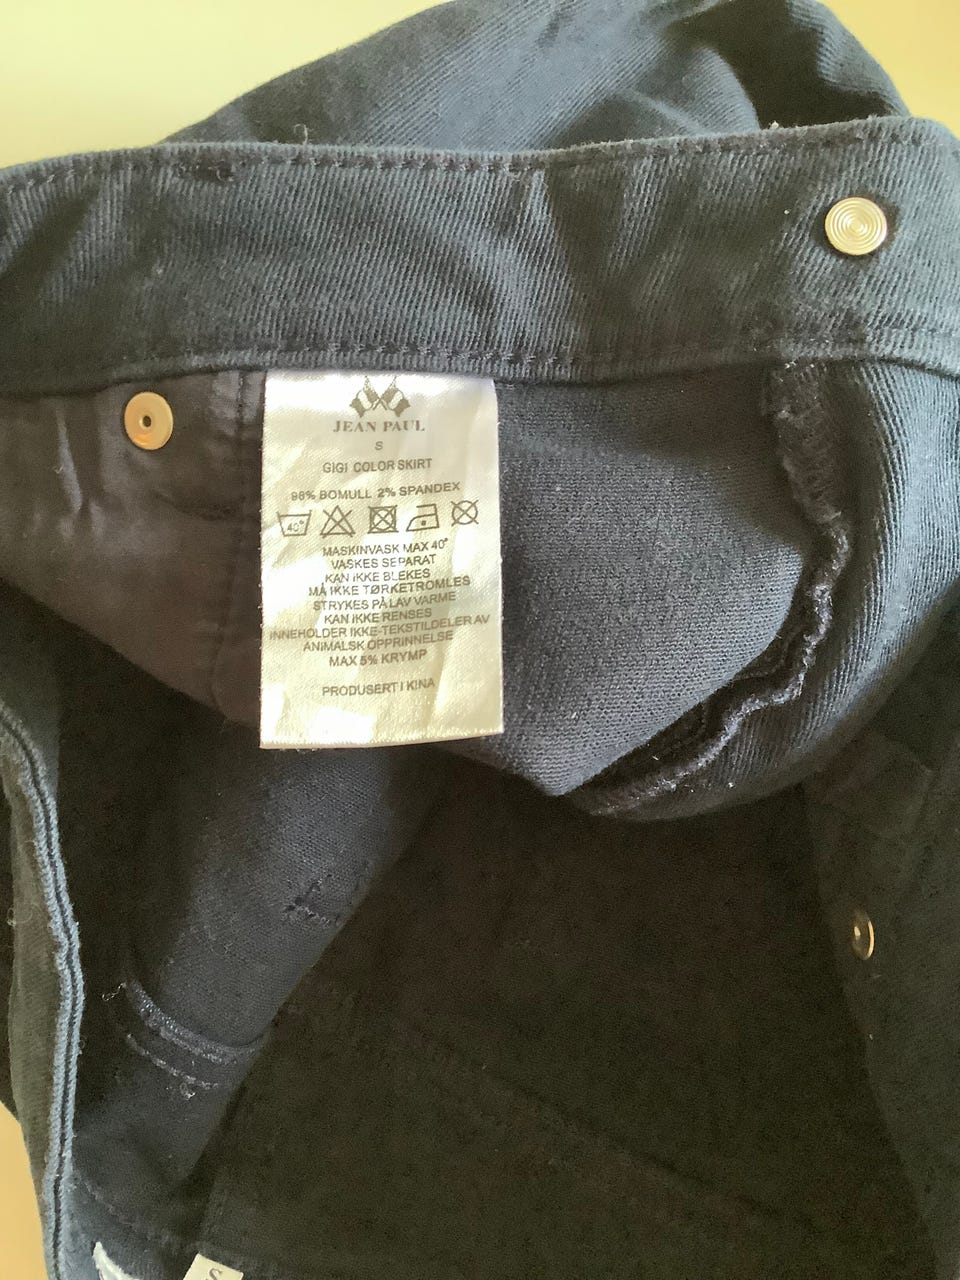 JEAN PAUL
S
GIGI COLOR SKIRT
98% BOMULL 2% SPANDEX
40°
MASKINVASK MAX 40°
VASKES SEPARAT
KAN IKKE BLEKES
MÅ IKKE TØRKETROMLES
STRYKES PÅ LAV VARME
KAN IKKE RENSES
INNEHOLDER IKKE-TEKSTILDELER AV
ANIMALSK OPPRINNELSE
MAX 5% KRYMP
PRODUSERT I KINA
S